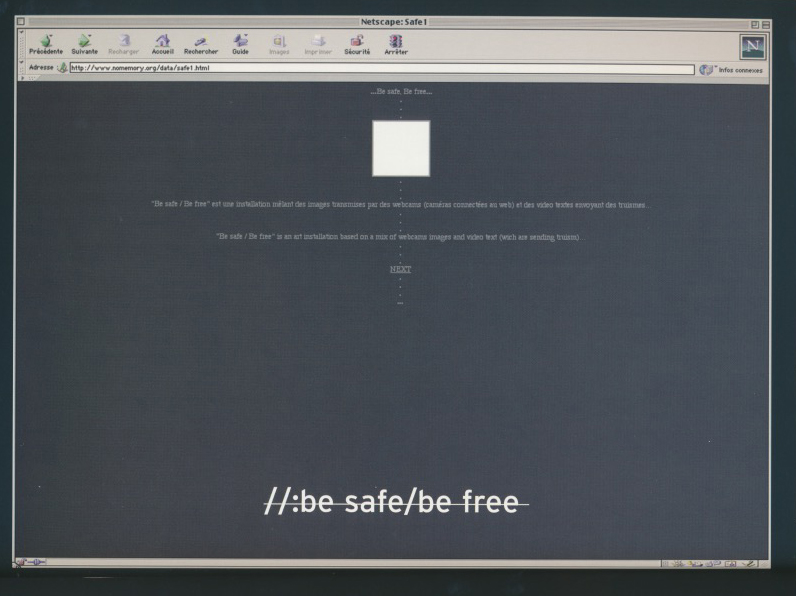 Netscape: Safe1
Précédente Suivante Recharger Accueil Rechercher Guide Images Imprimer Sécurité Arrêter
N
Adresse http://www.nomemory.org/data/safe1.html Infos connexes
...Be safe, Be free...
"Be safe / Be free" est une installation mêlant des images transmises par des webcams (caméras connectées au web) et des video textes envoyant des truismes...
"Be safe / Be free" is an art installation based on a mix of webcams images and video text (wich are sending truism)...
NEXT
//:be safe/be free